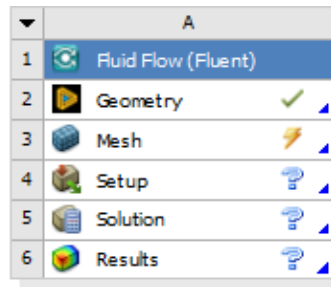 A
1 Fluid Flow (Fluent)
2 Geometry
3 Mesh
4 Setup
5 Solution
6 Results